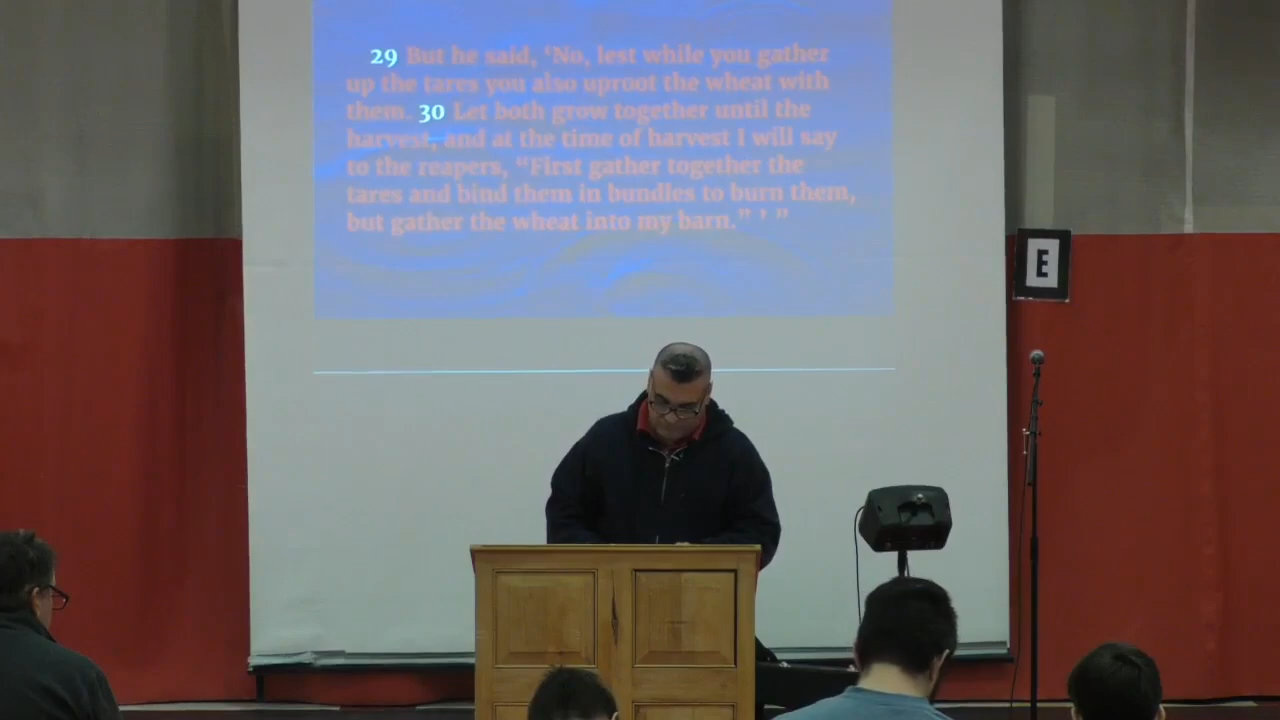 29 But he said, ‘No, lest while you gather
up the tares you also uproot the wheat with
them. 30 Let both grow together until the
harvest, and at the time of harvest I will say
to the reapers, “First gather together the
tares and bind them in bundles to burn them,
but gather the wheat into my barn.” ’ ”
E